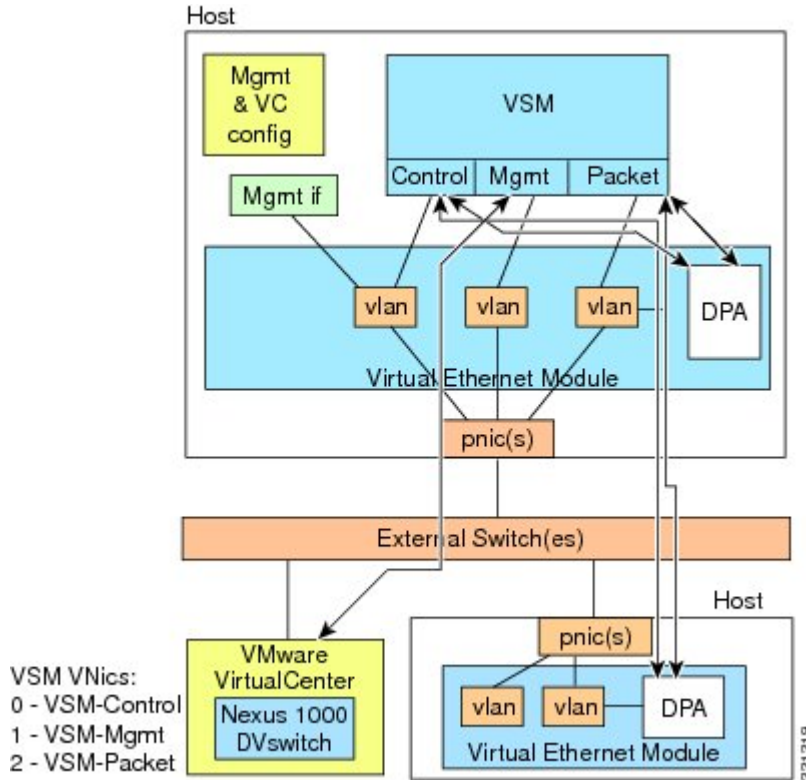 Host
Mgmt
& VC
config
VSM
Control
Mgmt
Packet
Mgmt if
vlan
vlan
vlan
DPA
Virtual Ethernet Module
pnic(s)
External Switch(es)
Host
VMware
VirtualCenter
Nexus 1000
DVswitch
pnic(s)
vlan
vlan
DPA
Virtual Ethernet Module
VSM VNics:
0 - VSM-Control
1 - VSM-Mgmt
2 - VSM-Packet